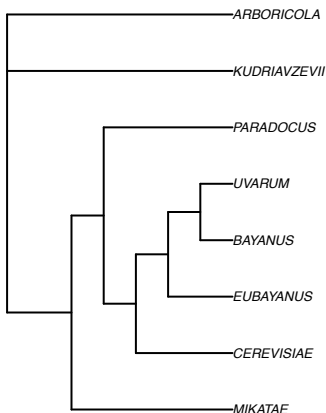 ARBORICOLA
KUDRIAVZEVII
PARADOCUS
UVARUM
BAYANUS
EUBAYANUS
CEREVISIAE
MIKATAE